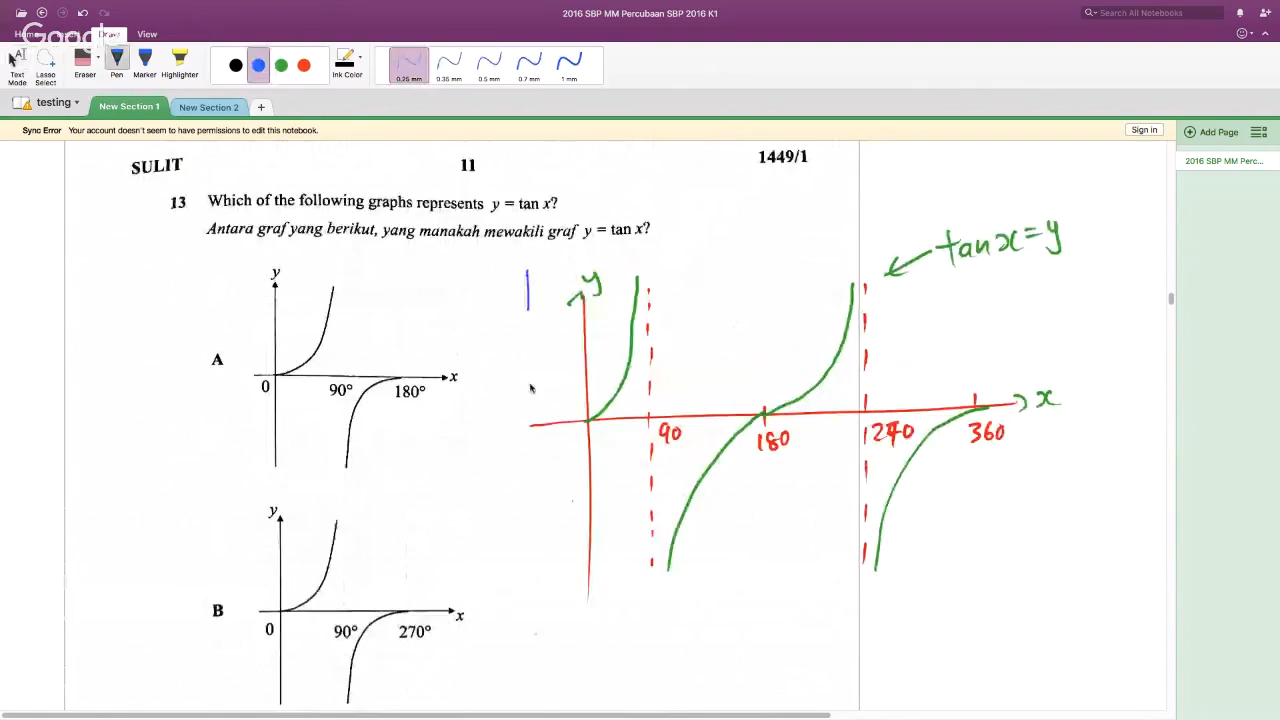 2016 SBP MM Percubaan SBP 2016 K1
Search All Notebooks
Google
Draw
View
Text Mode
Lasso Select
Eraser
Pen
Marker
Highlighter
Ink Color
0.25 mm
0.35 mm
0.5 mm
0.7 mm
1 mm
testing
New Section 1
New Section 2
+
Sync Error Your account doesn't seem to have permissions to edit this notebook.
Sign in
Add Page
2016 SBP MM Perc...
SULIT 11 1449/1
13 Which of the following graphs represents y = tan x?
Antara graf yang berikut, yang manakah mewakili graf y = tan x?
tan x = y
y
y
A
0 90° 180° x
x
90 180 270 360
y
B
0 90° 270° x